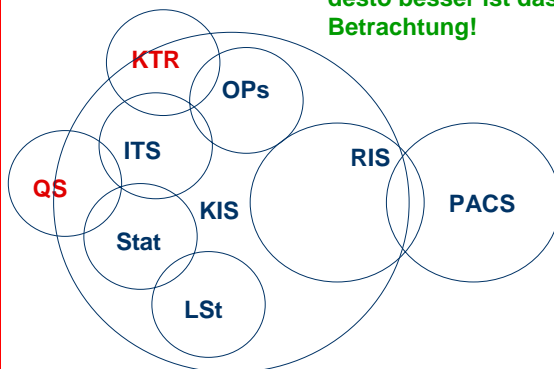 desto besser ist das
Betrachtung!
KTR
OPs
ITS
RIS
QS
KIS
PACS
Stat
LSt